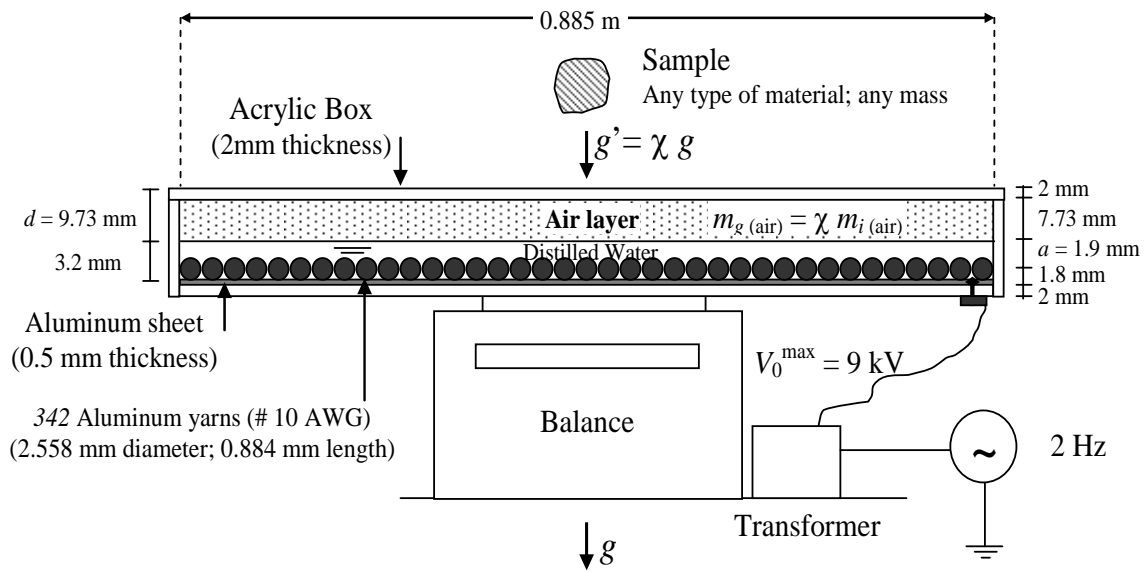 0.885 m
Sample
Any type of material; any mass
Acrylic Box
(2mm thickness)
g’ = χ g
2 mm
d = 9.73 mm
Air layer
m g (air) = χ m i (air)
7.73 mm
Distilled Water
a = 1.9 mm
3.2 mm
1.8 mm
2 mm
Aluminum sheet
(0.5 mm thickness)
V0 max = 9 kV
342 Aluminum yarns (# 10 AWG)
(2.558 mm diameter; 0.884 mm length)
Balance
~
2 Hz
Transformer
g